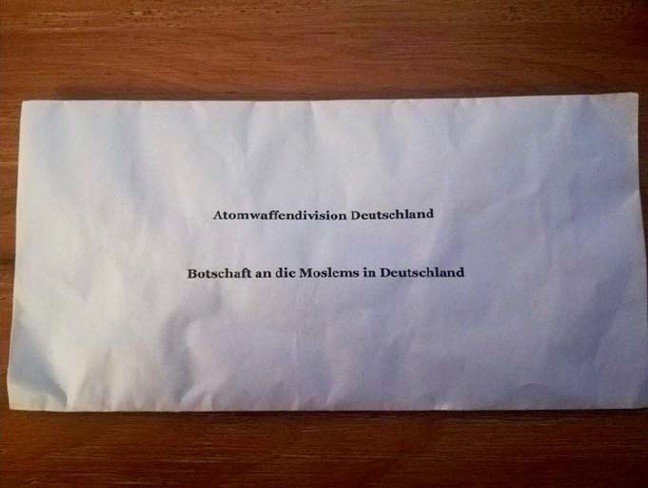 Atomwaffendivision Deutschland
Botschaft an die Moslems in Deutschland